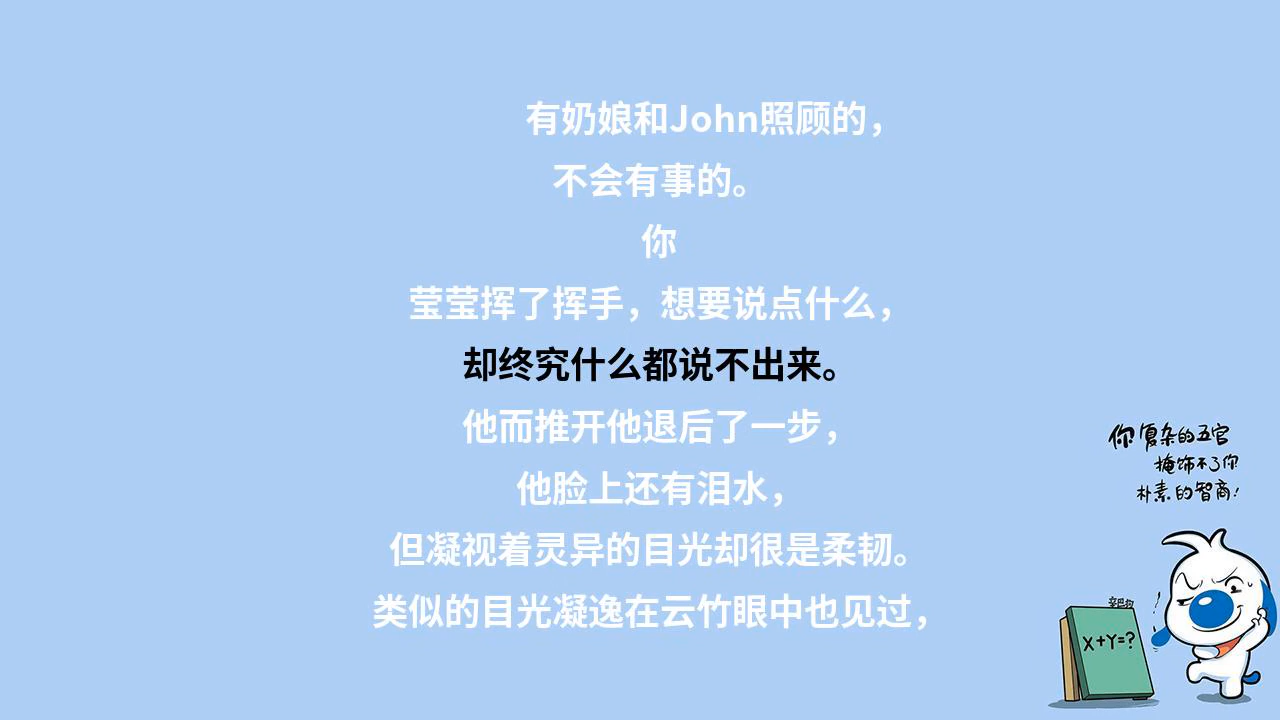 有奶娘和John照顾的，
不会有事的。
你
莹莹挥了挥手，想要说点什么，
却终究什么都说不出来。
他而推开他退后了一步，
他脸上还有泪水，
但凝视着灵异的目光却很是柔韧。
类似的目光凝逸在云竹眼中也见过，
你复杂的五官
掩饰不了你
朴素的智商！
X+Y=?